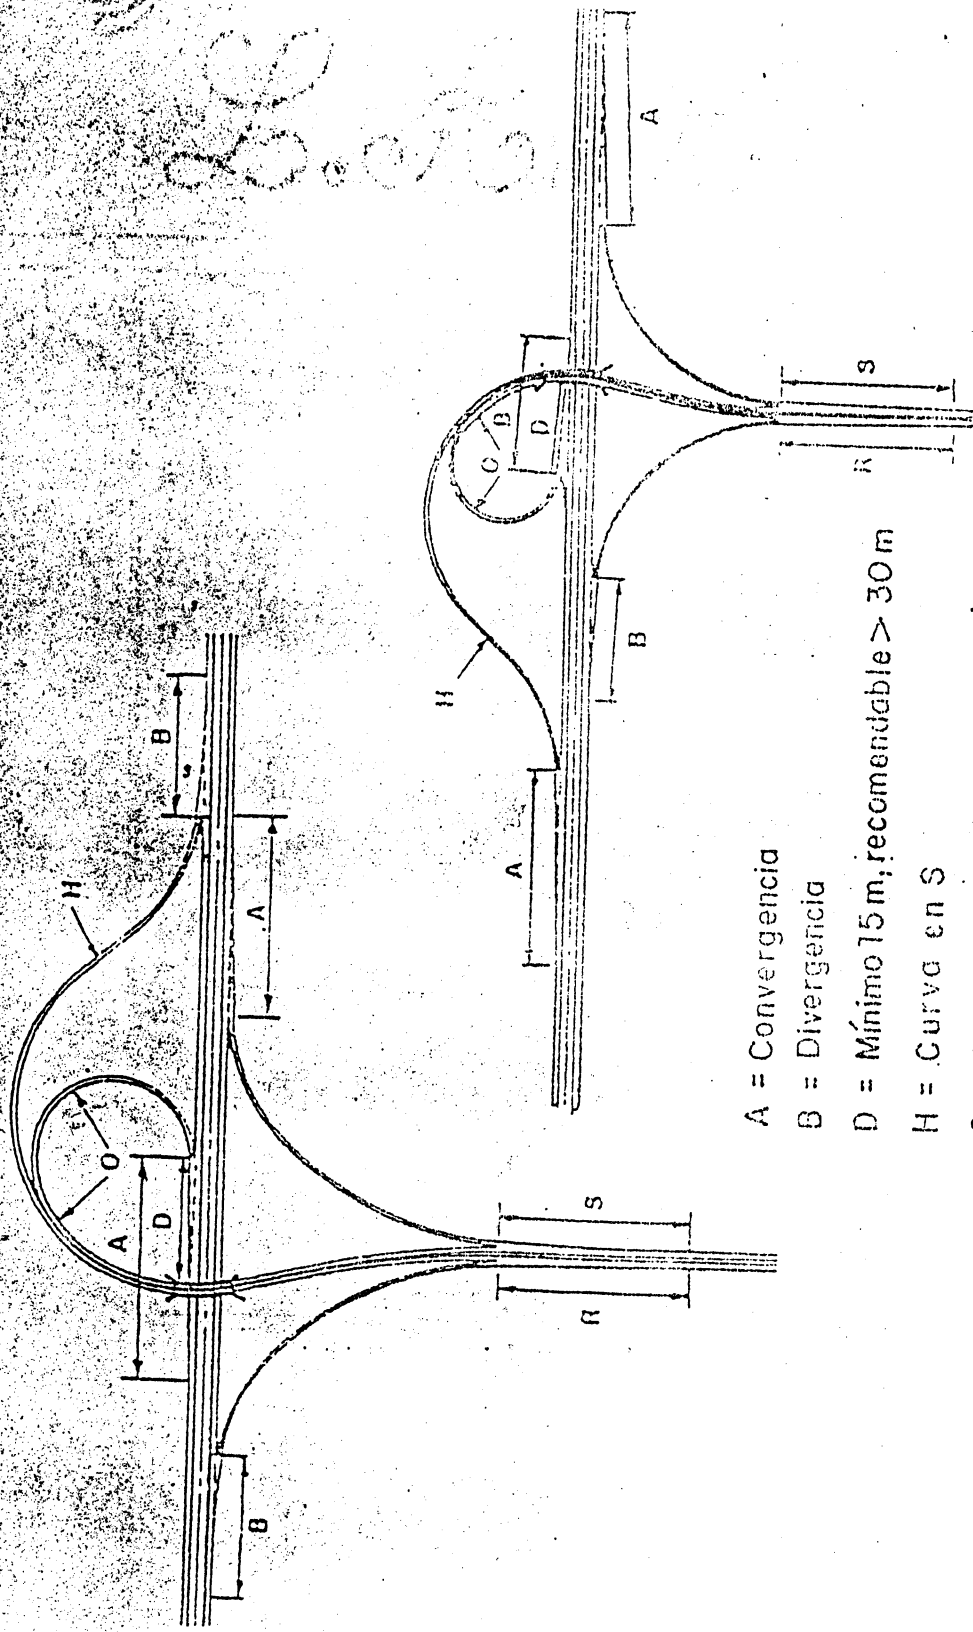 H
B
A
O
D
A
B
S
R
A
B
D
O
H
B
A
S
R
A = Convergencia
B = Divergencia
D = Mínimo 15 m, recomendable > 30 m
H = Curva en S